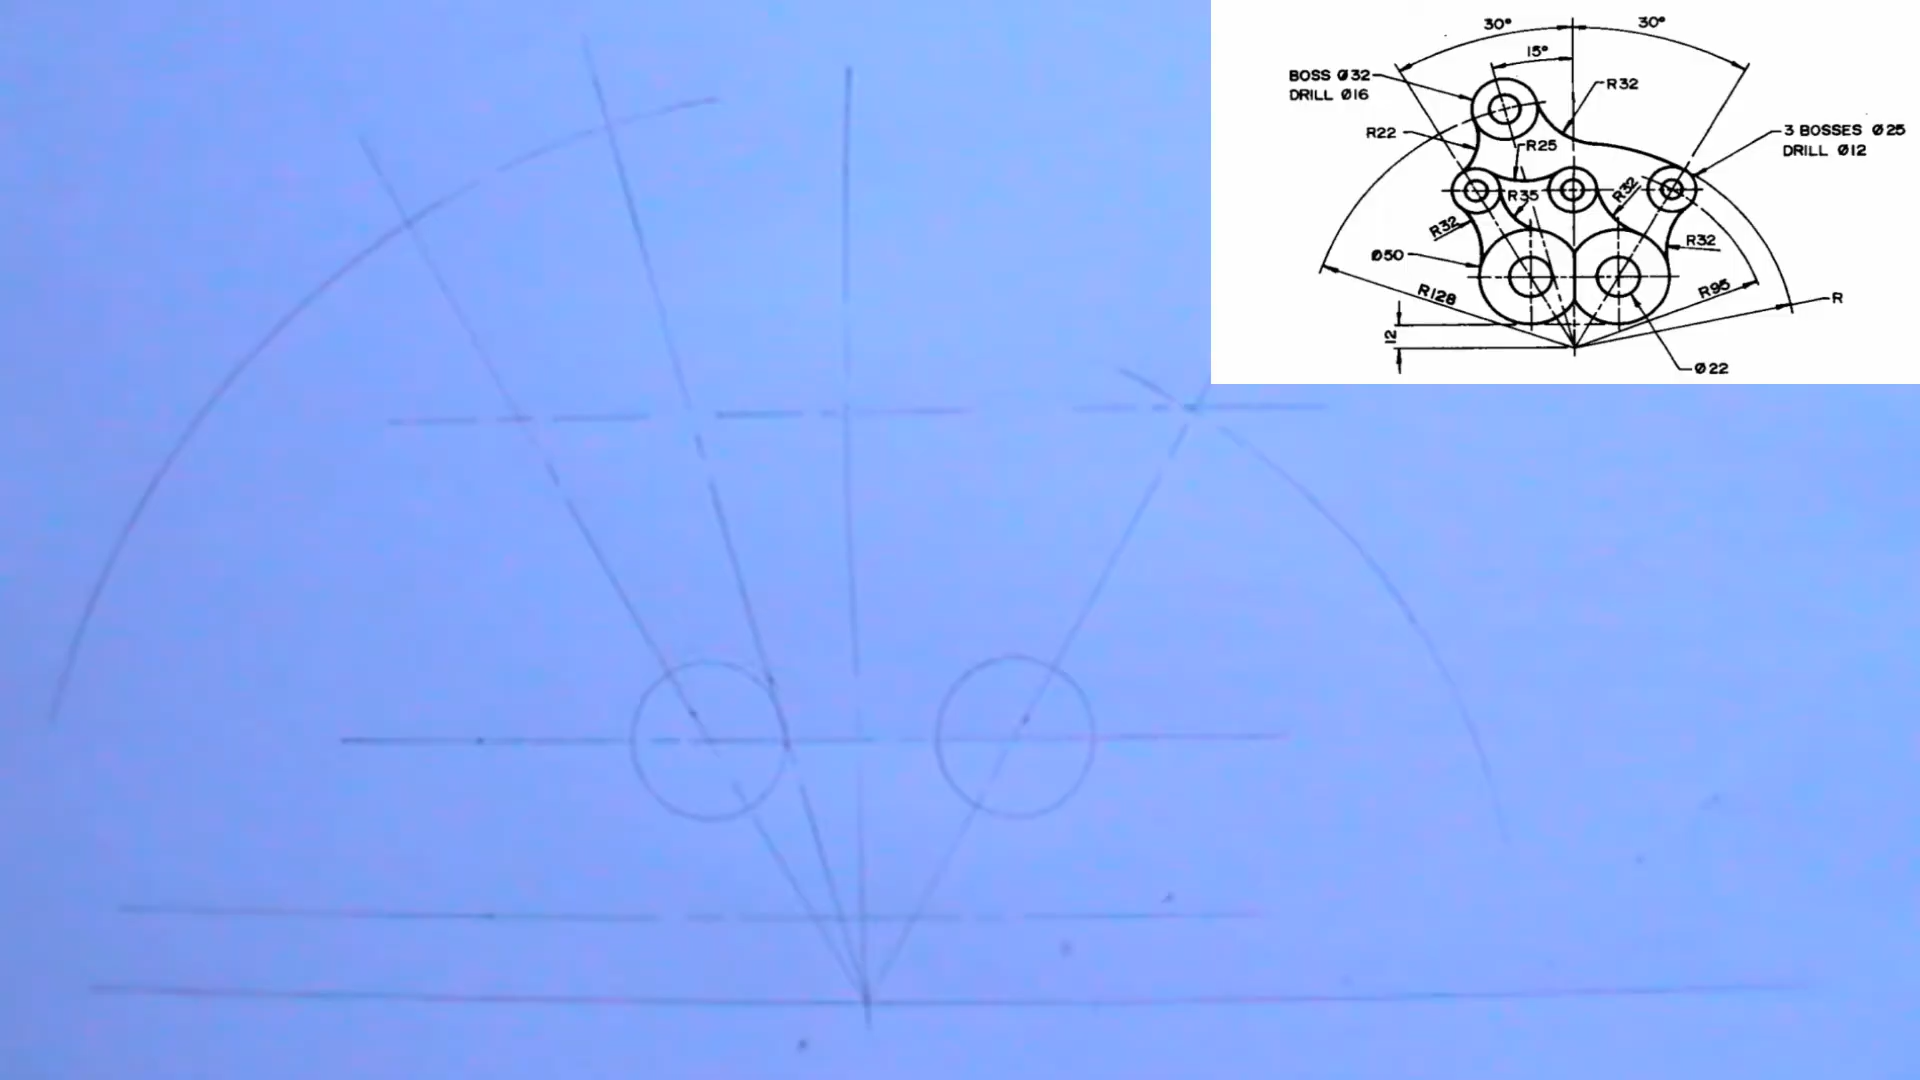 30° 30°
15°
BOSS Ø32
DRILL Ø16
R32
R22
R25
3 BOSSES Ø25
DRILL Ø12
R35
R32
R32
R32
Ø50
R128
R95
R
12
Ø22